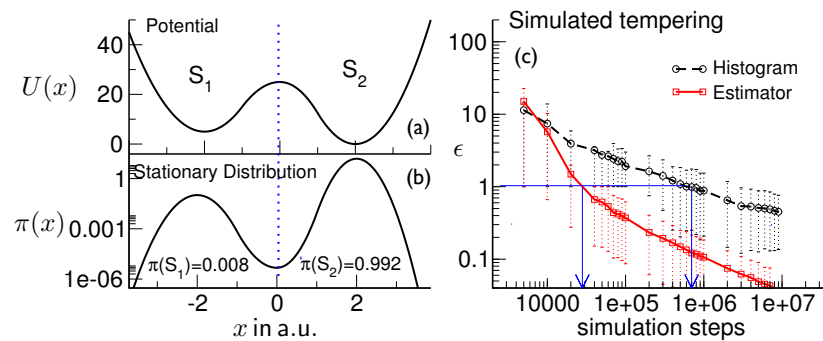 Potential
50
40
20
0
U(x)
S1
S2
(a)
Stationary Distribution
(b)
1
0.001
1e-06
π(x)
π(S1)=0.008
π(S2)=0.992
-2
0
2
x in a.u.
Simulated tempering
(c)
Histogram
Estimator
100
10
1
0.1
ϵ
10000
1e+05
1e+06
1e+07
simulation steps